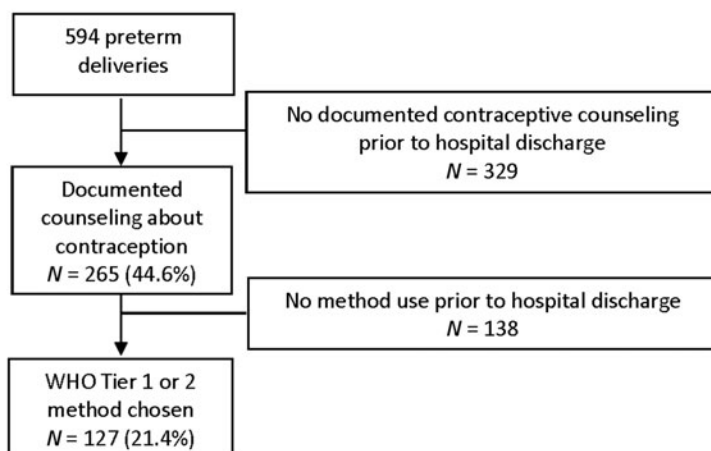 594 preterm
deliveries
No documented contraceptive counseling
prior to hospital discharge
N = 329
Documented
counseling about
contraception
N = 265 (44.6%)
No method use prior to hospital discharge
N = 138
WHO Tier 1 or 2
method chosen
N = 127 (21.4%)